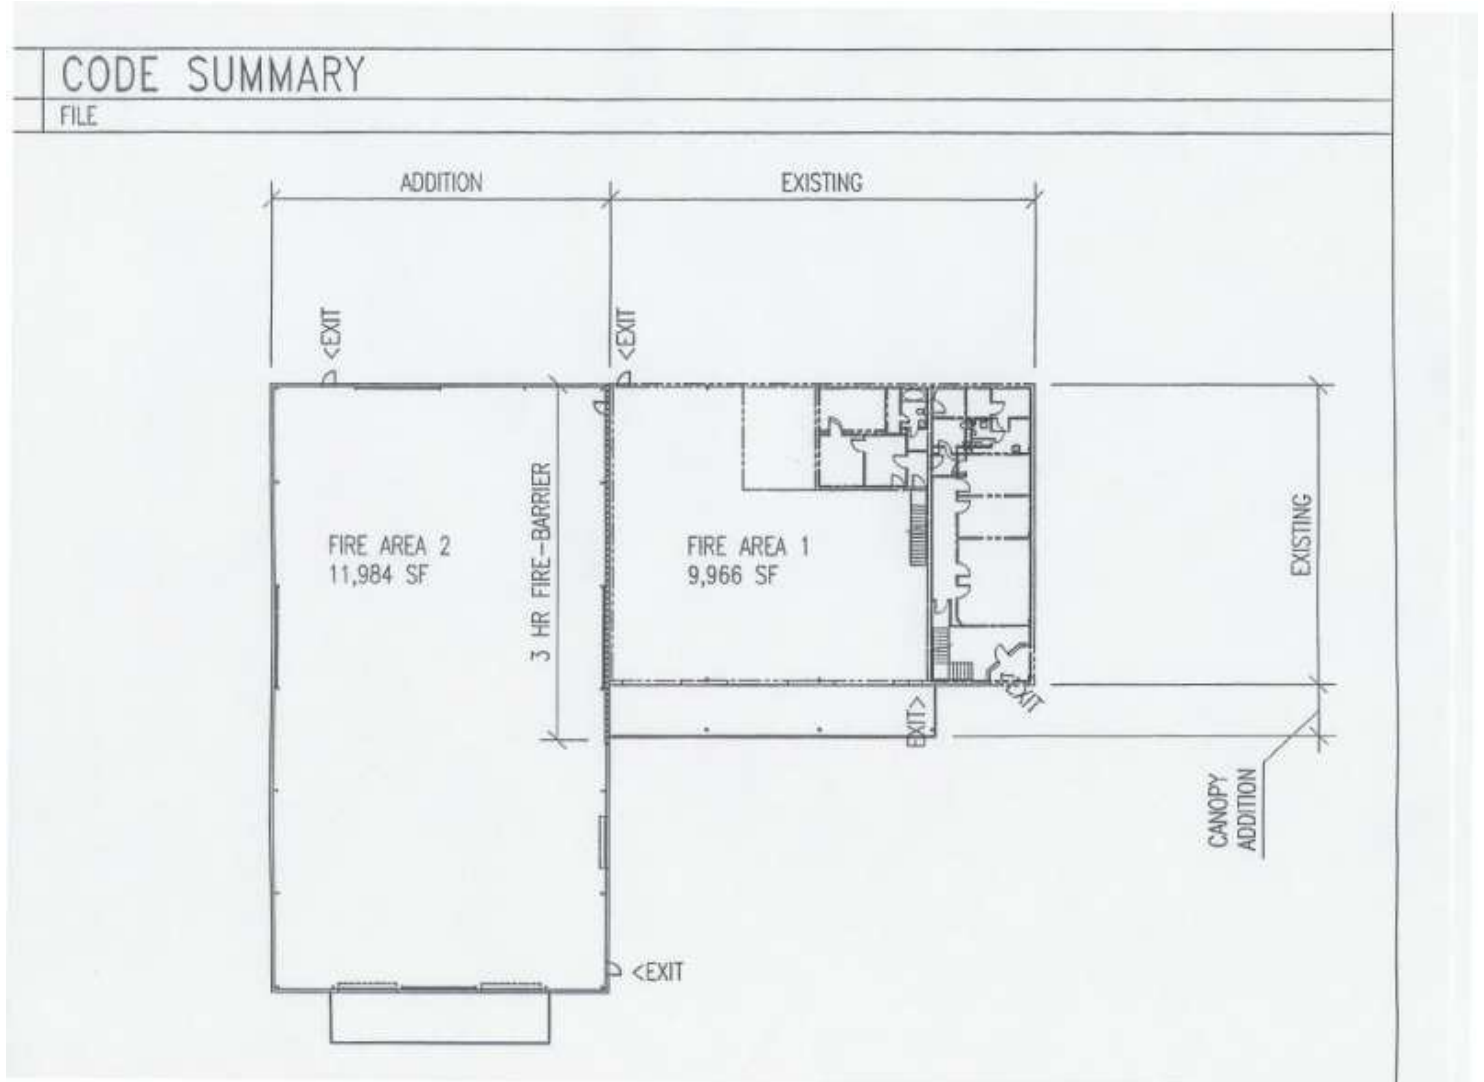 CODE SUMMARY
FILE
ADDITION
EXISTING
<EXIT
<EXIT
3 HR FIRE-BARRIER
FIRE AREA 2
11,984 SF
FIRE AREA 1
9,966 SF
EXISTING
EXIT>
<EXIT
CANOPY
ADDITION
<EXIT